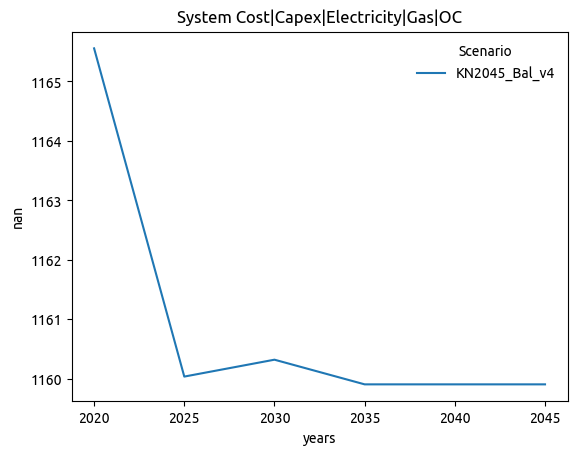 System Cost|Capex|Electricity|Gas|OC
Scenario
KN2045_Bal_v4
1165
1164
1163
1162
1161
1160
nan
2020 2025 2030 2035 2040 2045
years